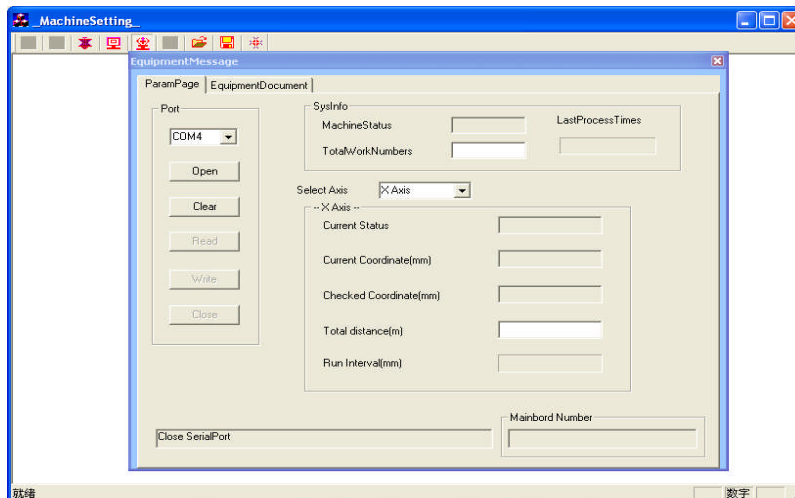 _MachineSetting_
EquipmentMessage
ParamPage EquipmentDocument
Port
COM4
Open
Clear
Read
Write
Close
SysInfo
MachineStatus
LastProcessTimes
TotalWorkNumbers
Select Axis X Axis
-- X Axis --
Current Status
Current Coordinate(mm)
Checked Coordinate(mm)
Total distance(m)
Run Interval(mm)
Close SerialPort
Mainbord Number
就绪
数字